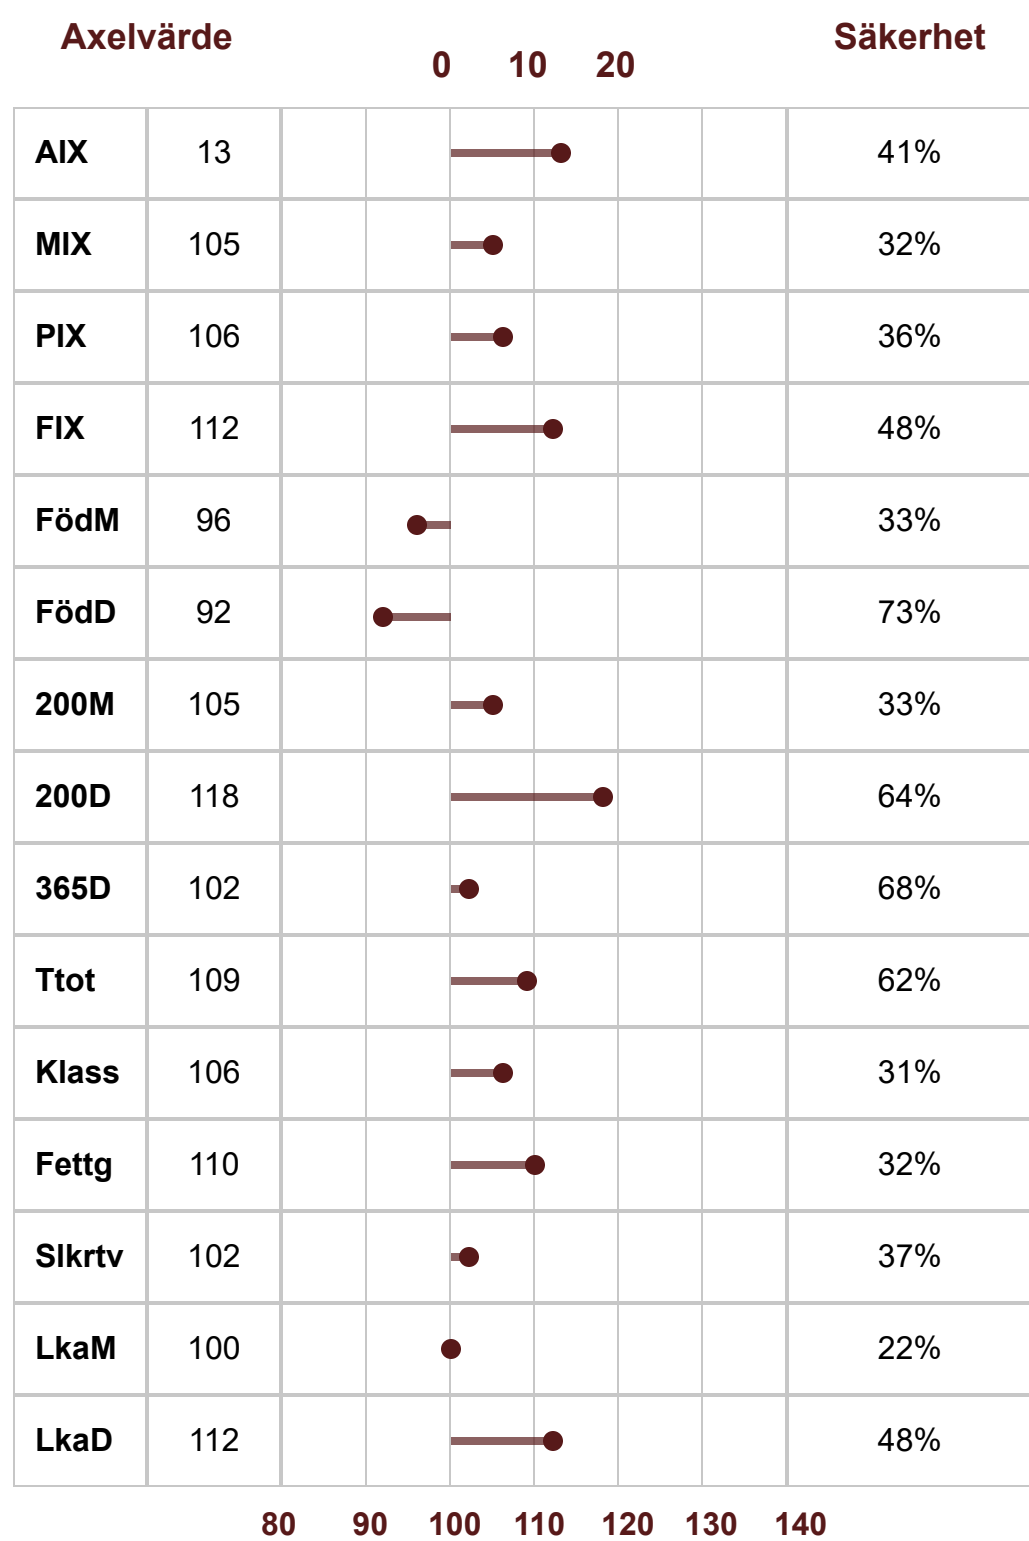 Axelvärde Säkerhet
0 10 20
AIX 13 41%
MIX 105 32%
PIX 106 36%
FIX 112 48%
FödM 96 33%
FödD 92 73%
200M 105 33%
200D 118 64%
365D 102 68%
Ttot 109 62%
Klass 106 31%
Fettg 110 32%
Slkrtv 102 37%
LkaM 100 22%
LkaD 112 48%
80 90 100 110 120 130 140